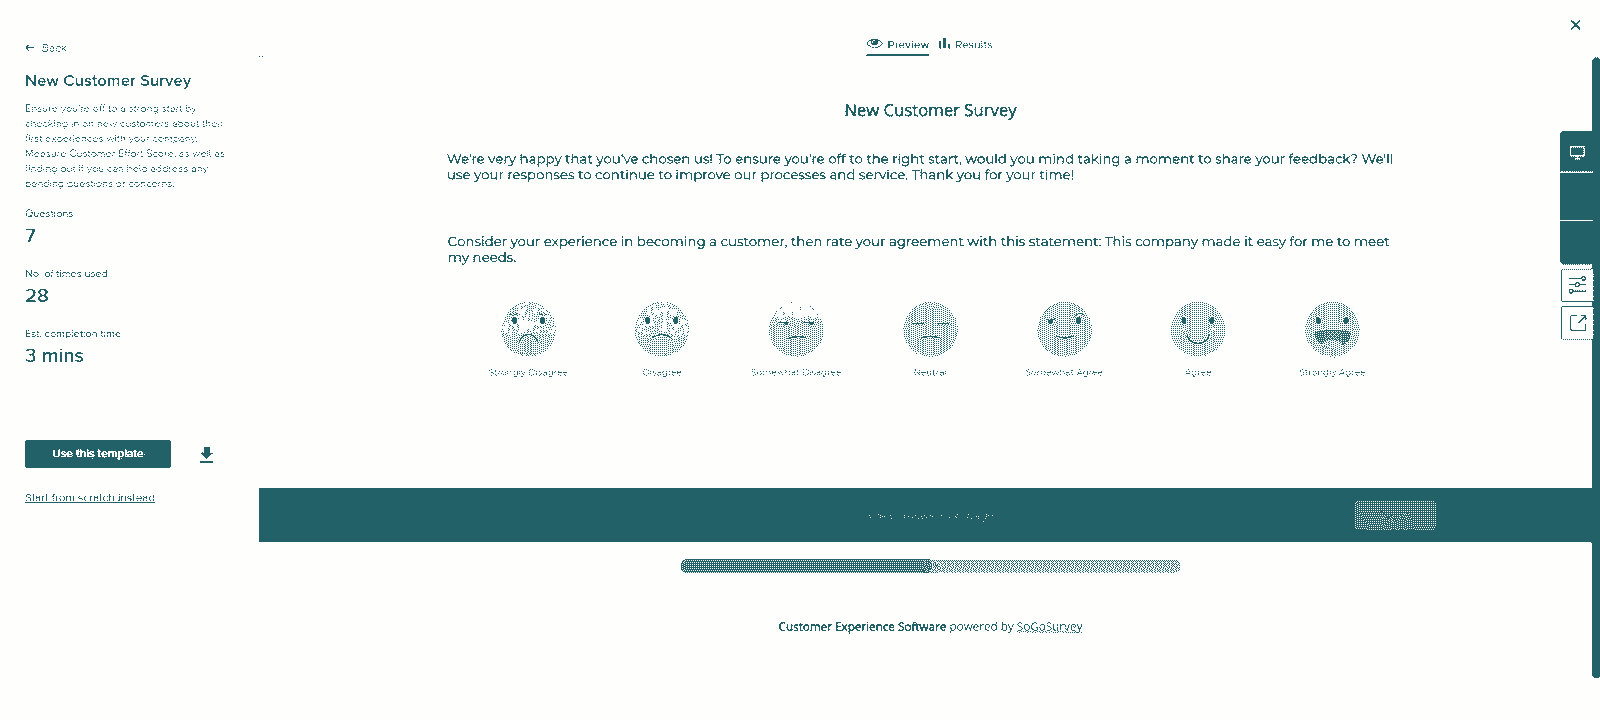 ← Back
New Customer Survey
Ensure you're off to a strong start by
checking in on new customers about their
first experiences with your company.
Measure Customer Effort Score, as well as
finding out if you can help address any
pending questions or concerns.
Questions
7
No. of times used
28
Est. completion time
3 mins
Use this template
Start from scratch instead
Preview
Results
New Customer Survey
We're very happy that you've chosen us! To ensure you're off to the right start, would you mind taking a moment to share your feedback? We'll
use your responses to continue to improve our processes and service. Thank you for your time!
Consider your experience in becoming a customer, then rate your agreement with this statement: This company made it easy for me to meet
my needs.
Strongly Disagree
Disagree
Somewhat Disagree
Neutral
Somewhat Agree
Agree
Strongly Agree
Customer Experience Software powered by SoGoSurvey